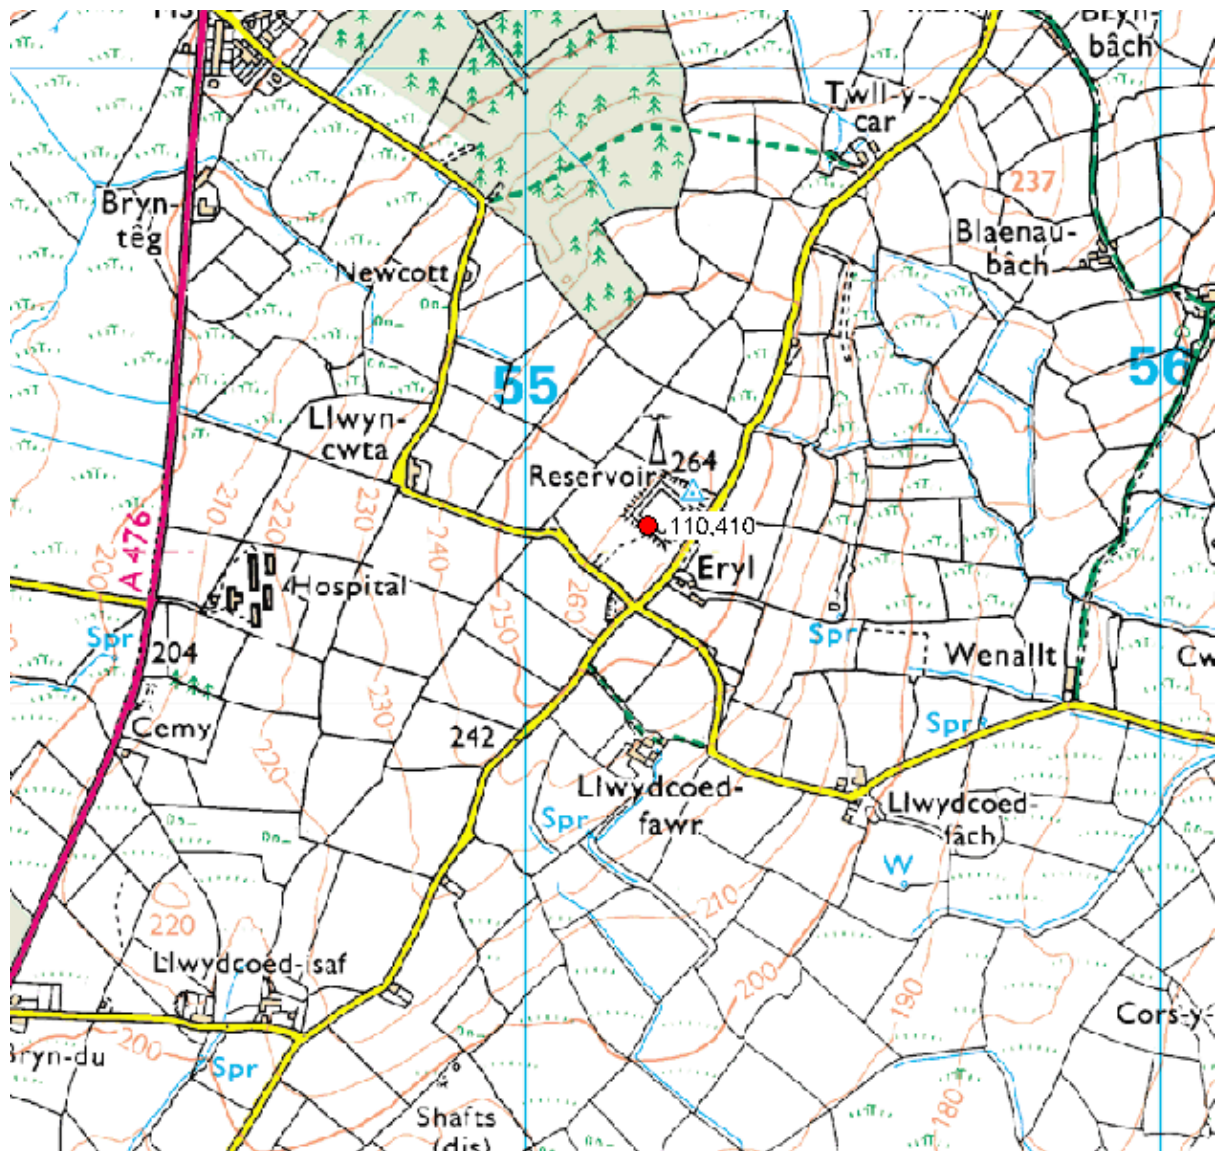 Bryn-
bâch
Twll-y-
car
237
Bryn-
têg
Blaenau-
bâch
Newcott
55
56
Llwyn-
cwta
264
Reservoir
110,410
A 476
210
220
230
240
200
Eryl
Hospital
260
250
Spr
Spr
204
Wenallt
230
Cemy
242
Spr
220
Llwydcoed-
fawr
Spr
Llwydcoed-
fâch
W
220
210
Llwydcoed-isaf
200
190
Cors-y-
200
Bryn-du
Spr
180
Shafts
(dis)